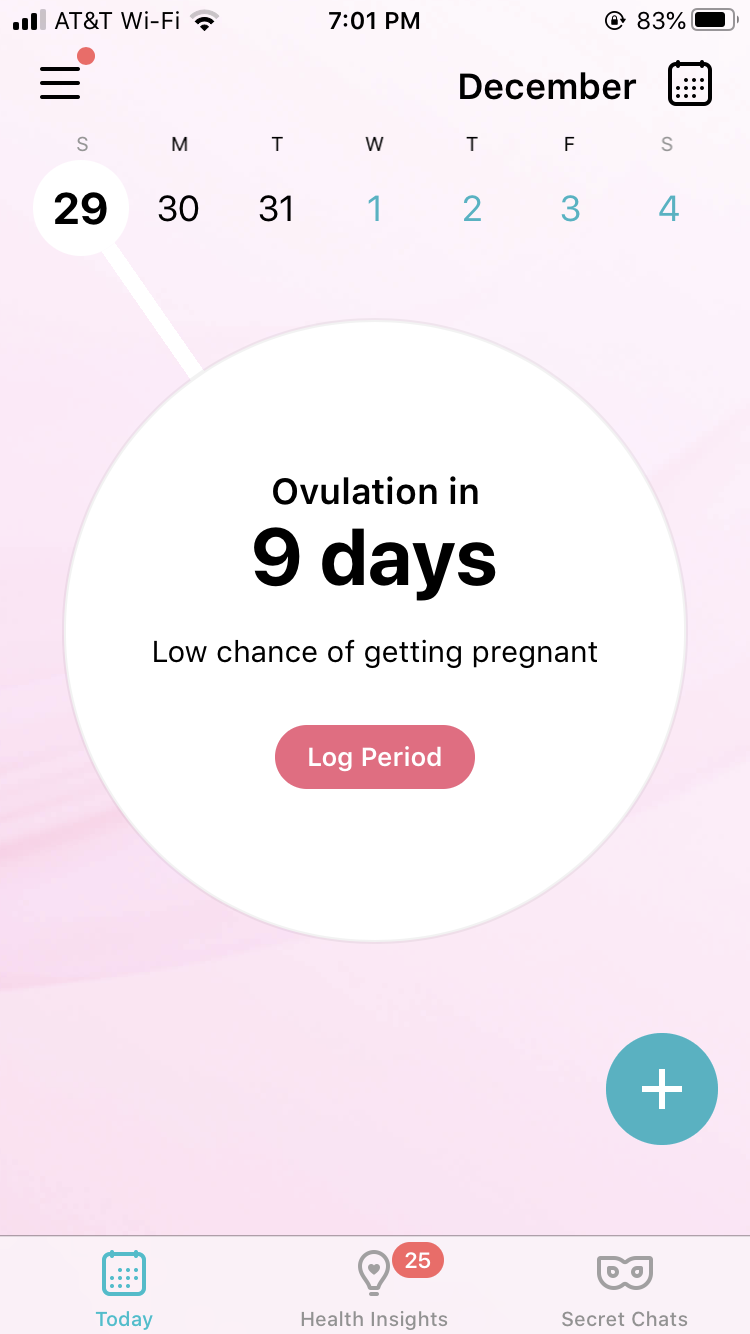 AT&T Wi-Fi 7:01 PM 83%
December
S M T W T F S
29 30 31 1 2 3 4
Ovulation in
9 days
Low chance of getting pregnant
Log Period
25
Today Health Insights Secret Chats